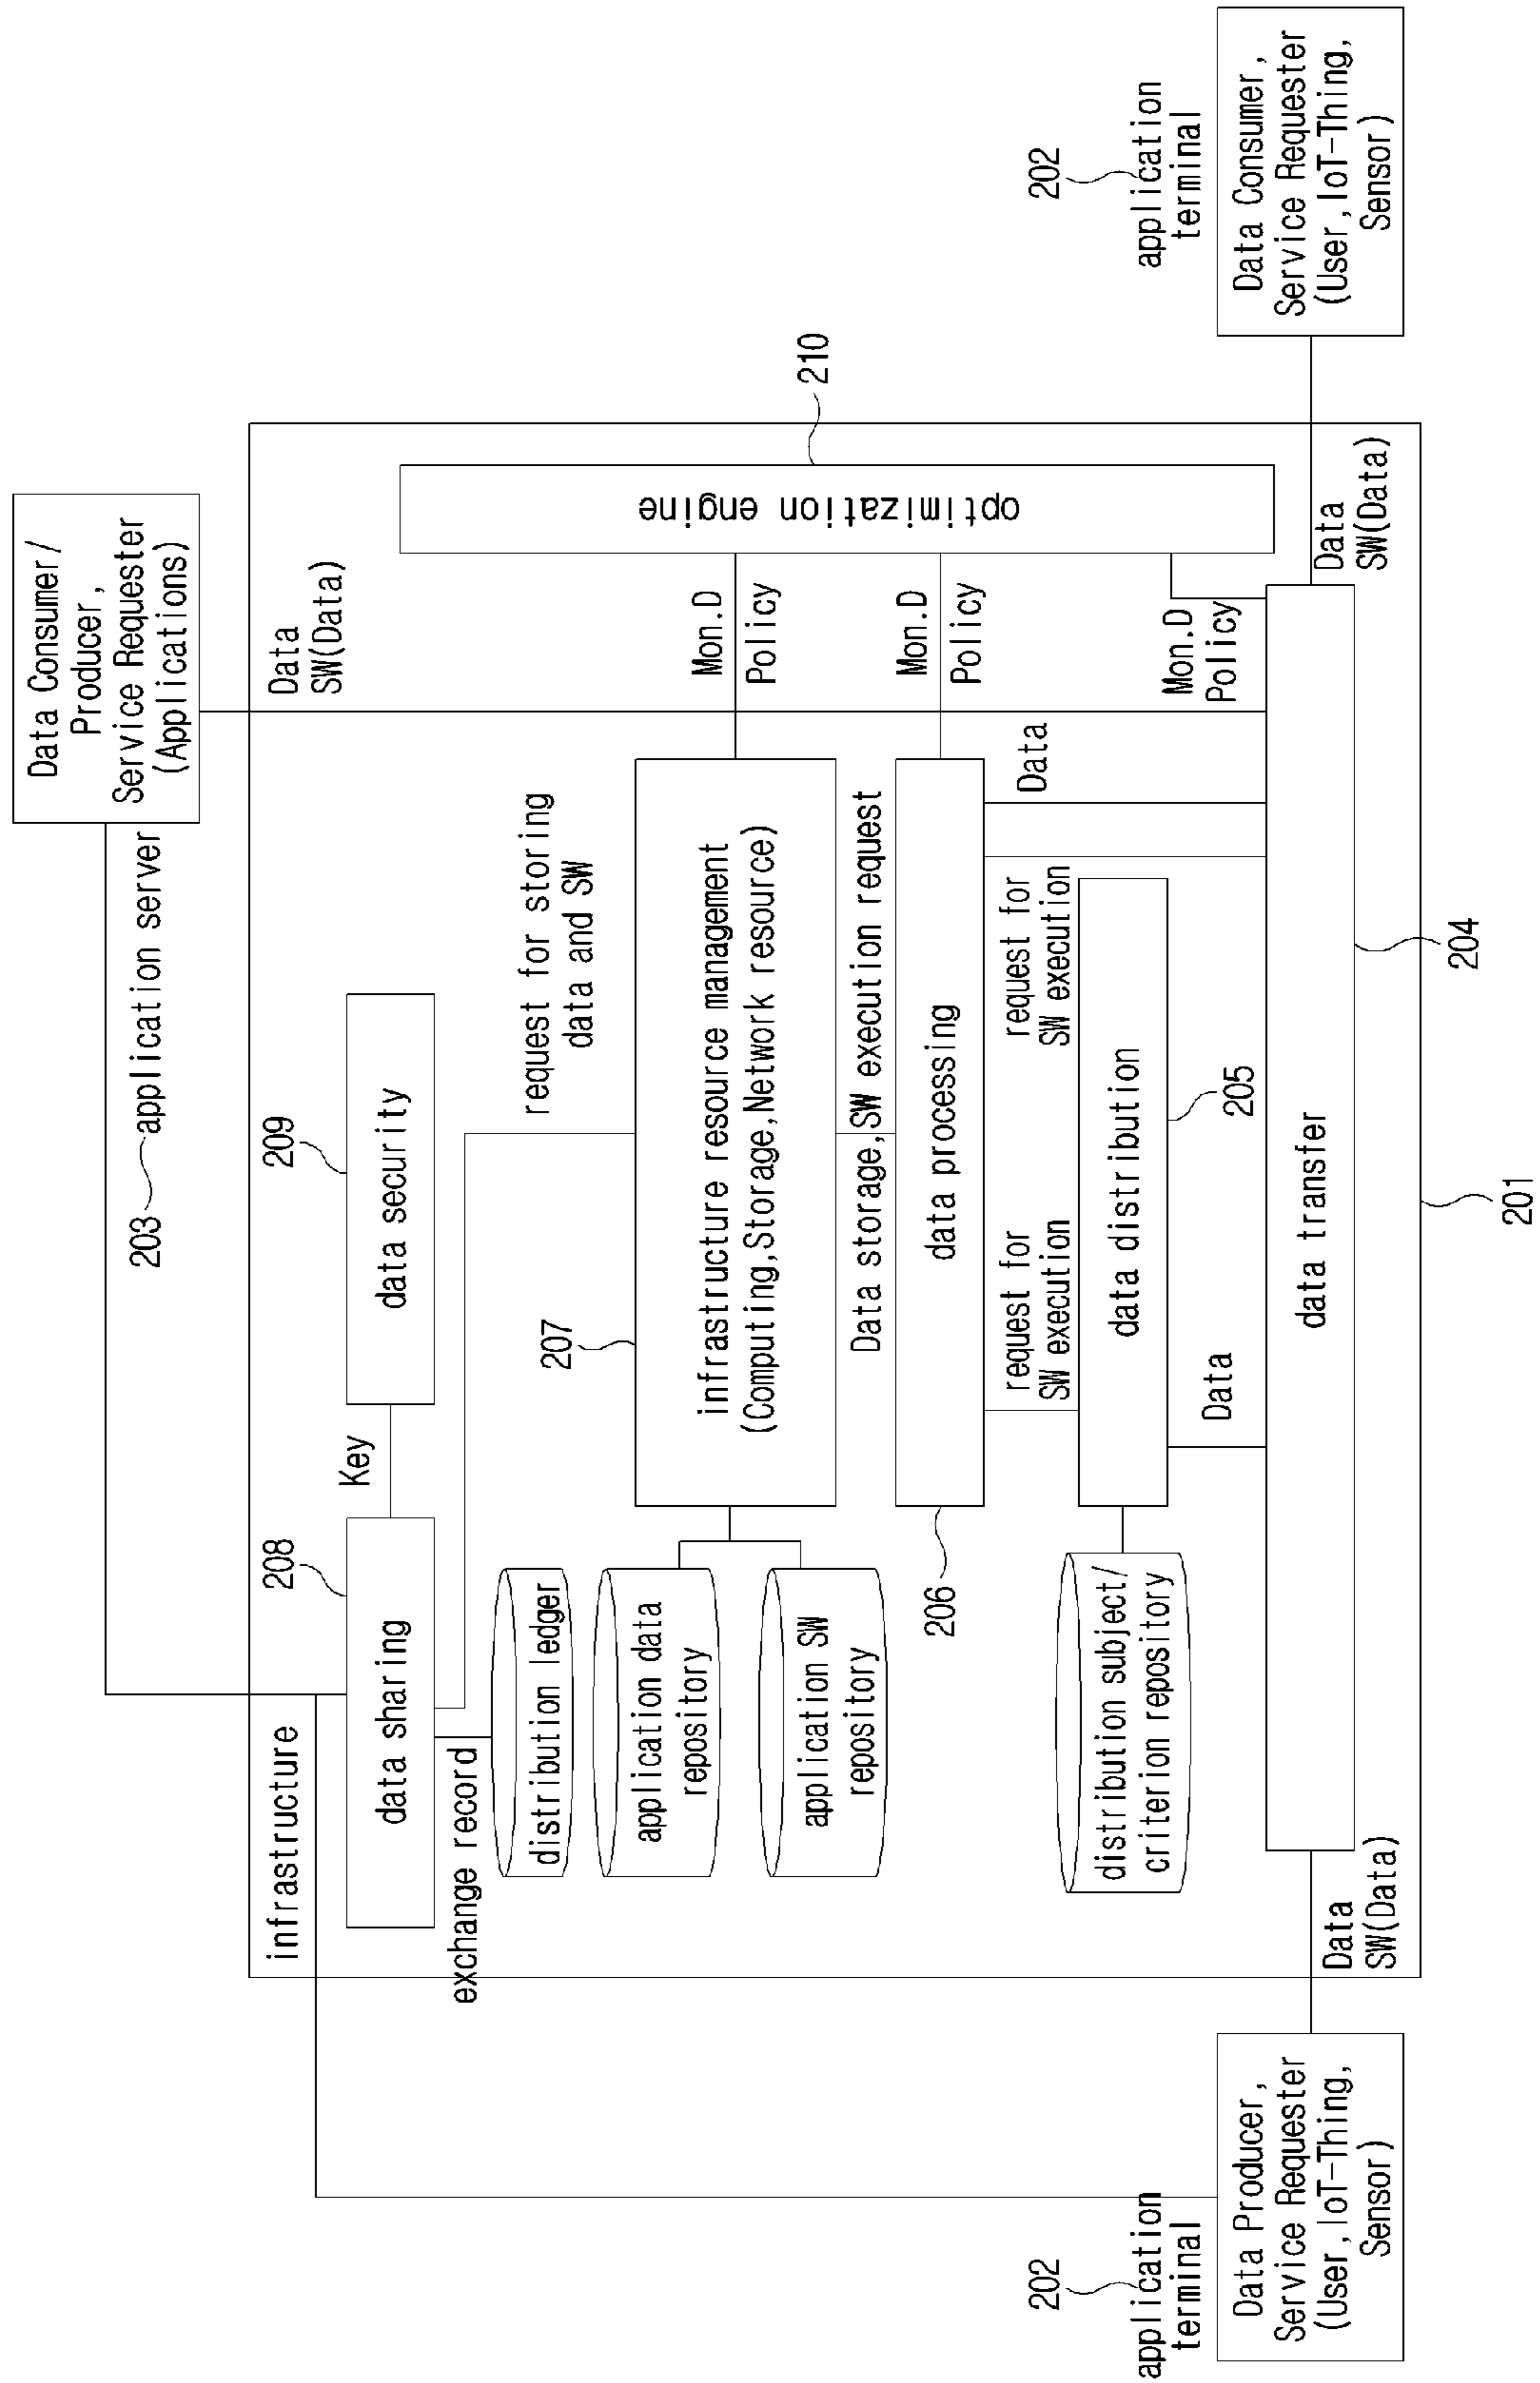 Data Consumer/
Producer,
Service Requester
(Applications)
203
application server
infrastructure
Data
SW(Data)
208
209
data sharing
Key
data security
exchange record
request for storing
data and SW
distribution ledger
207
application data
repository
infrastructure resource management
(Computing,Storage,Network resource)
Mon.D
Policy
optimization engine
210
application SW
repository
Data storage,SW execution request
206
data processing
Mon.D
Policy
request for
SW execution
request for
SW execution
Data
distribution subject/
criterion repository
data distribution
205
Data
Mon.D
Policy
data transfer
204
Data
SW(Data)
Data
SW(Data)
201
202
application
terminal
Data Producer,
Service Requester
(User,IoT-Thing,
Sensor)
202
application
terminal
Data Consumer,
Service Requester
(User,IoT-Thing,
Sensor)